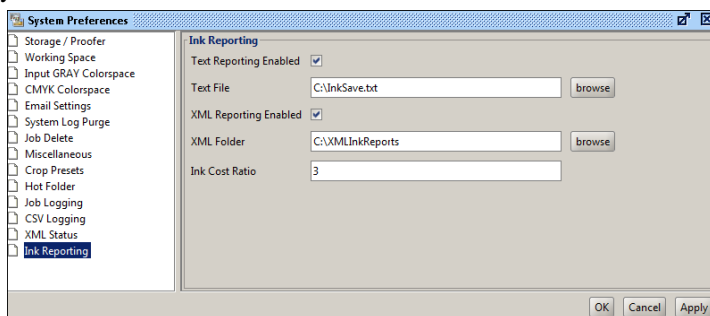 System Preferences
Storage / Proofer
Working Space
Input GRAY Colorspace
CMYK Colorspace
Email Settings
System Log Purge
Job Delete
Miscellaneous
Crop Presets
Hot Folder
Job Logging
CSV Logging
XML Status
Ink Reporting
Ink Reporting
Text Reporting Enabled
Text File C:\InkSave.txt browse
XML Reporting Enabled
XML Folder C:\XMLInkReports browse
Ink Cost Ratio 3
OK Cancel Apply